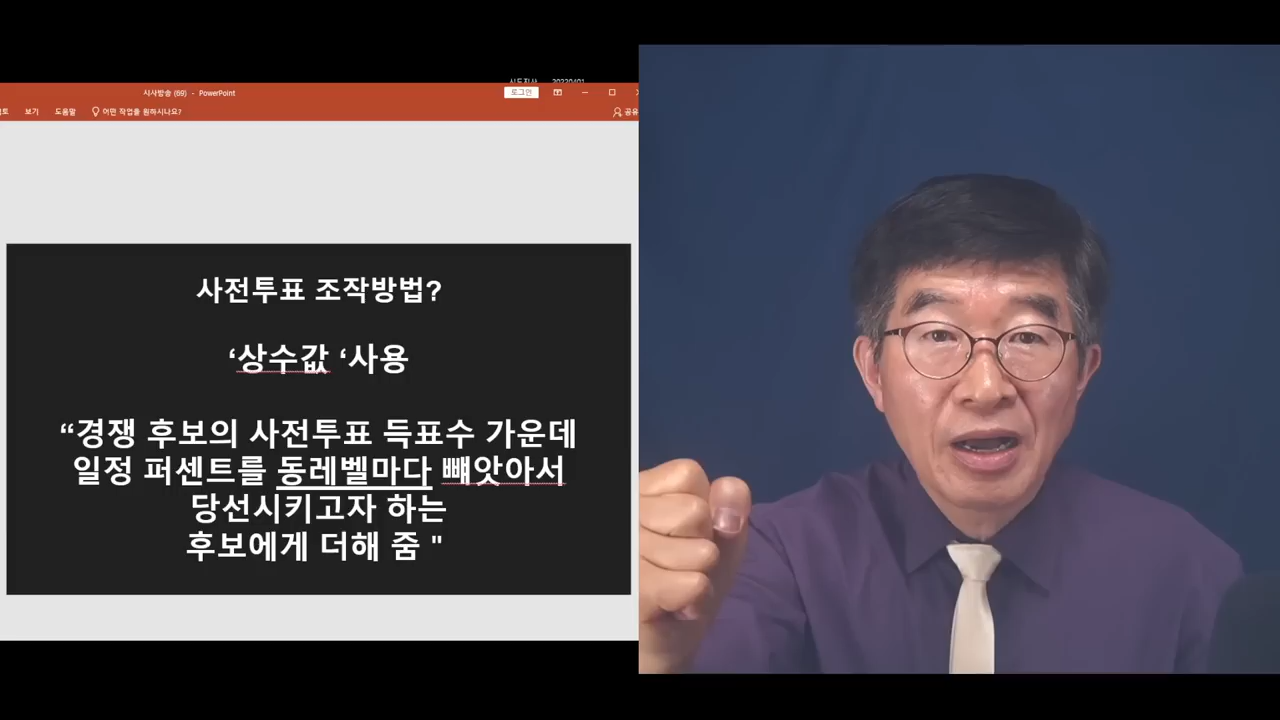 시사방송 (69) - PowerPoint
로그인
보기
도움말
어떤 작업을 원하시나요?
공유
사전투표 조작방법?
‘상수값 ‘사용
“경쟁 후보의 사전투표 득표수 가운데
일정 퍼센트를 동레벨마다 빼앗아서
당선시키고자 하는
후보에게 더해 줌 "